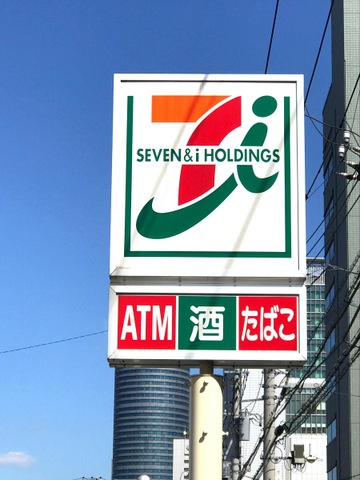 SEVEN & i HOLDINGS
ATM 酒 たばこ